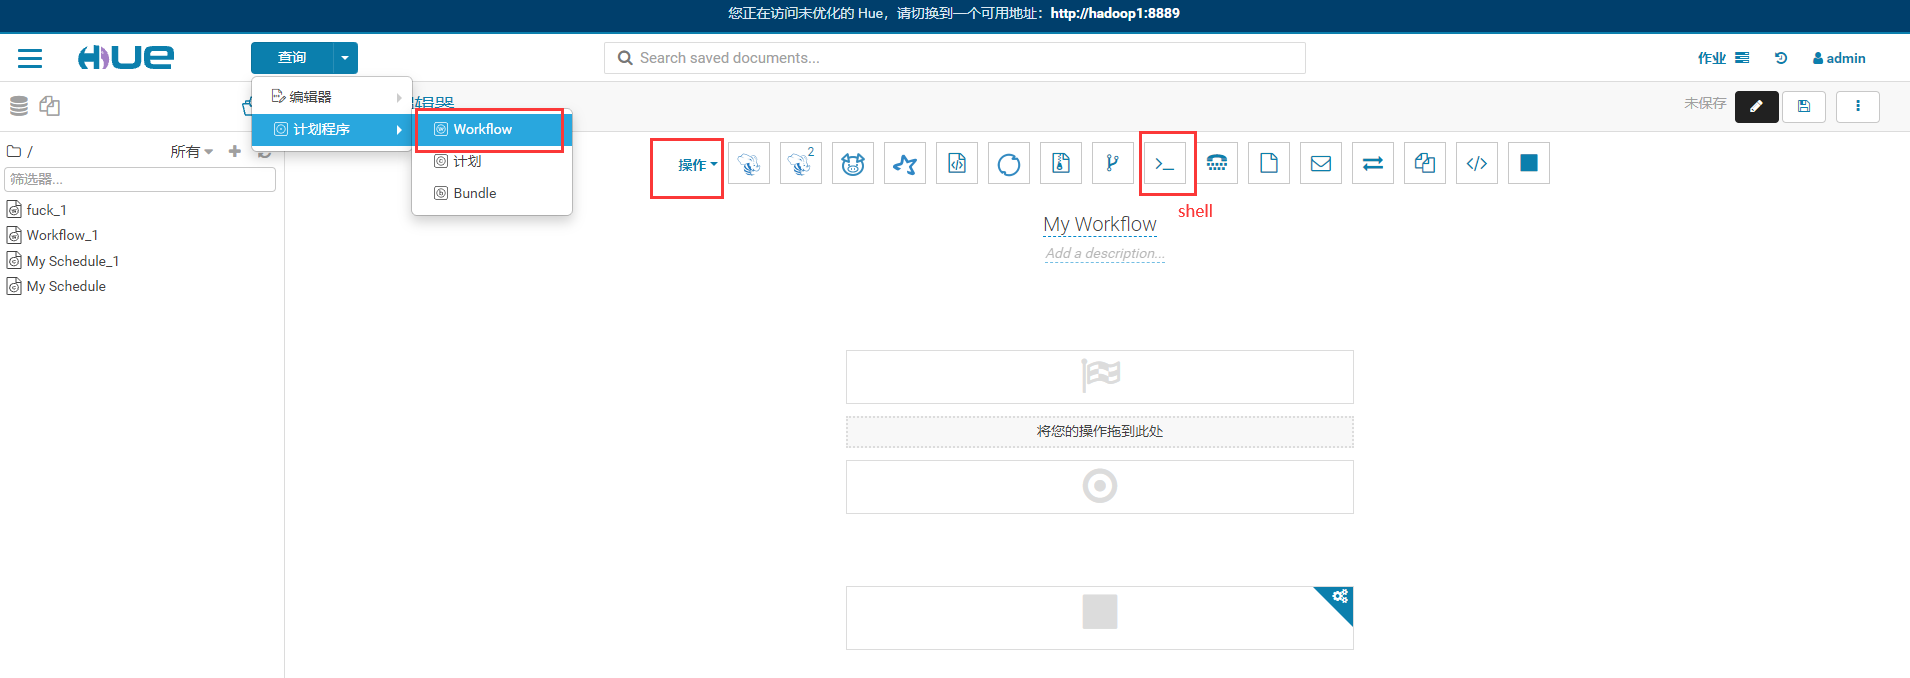 您正在访问未优化的 Hue，请切换到一个可用地址：http://hadoop1:8889
HUE
查询
Search saved documents...
作业
admin
编辑器
辑器
未保存
计划程序
Workflow
计划
Bundle
/
所有
筛选器...
操作
2
shell
fuck_1
Workflow_1
My Schedule_1
My Schedule
My Workflow
Add a description...
将您的操作拖到此处